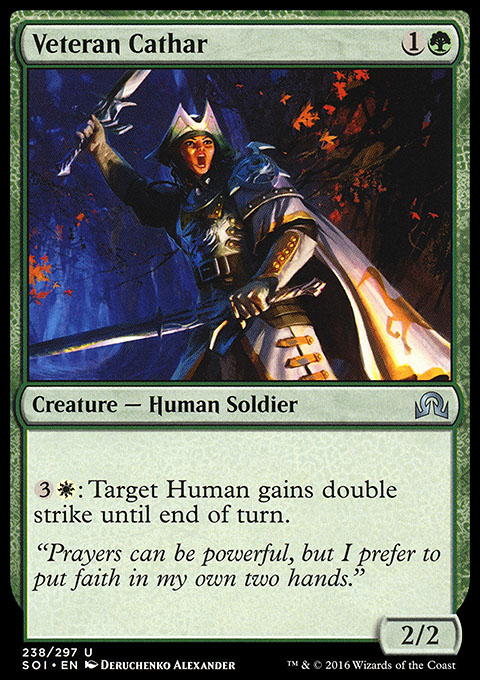 Veteran Cathar 1
Creature — Human Soldier
3: Target Human gains double
strike until end of turn.
“Prayers can be powerful, but I prefer to
put faith in my own two hands.”
2/2
238/297 U
SOI • EN Deruchenko Alexander
™ & © 2016 Wizards of the Coast